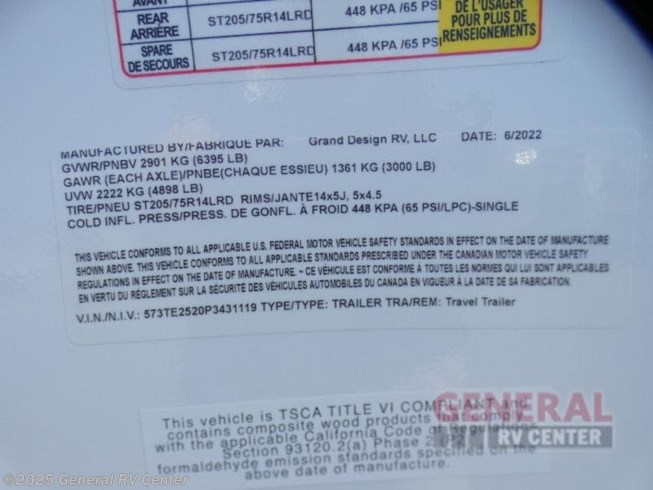 AVANT
REAR
ARRIÈRE
ST205/75R14LRD
448 KPA /65 PSI
SPARE
DE SECOURS
ST205/75R14LRD
448 KPA /65 PSI
DE L'USAGER
POUR PLUS DE
RENSEIGNEMENTS
MANUFACTURED BY/FABRIQUE PAR: Grand Design RV, LLC DATE: 6/2022
GVWR/PNBV 2901 KG (6395 LB)
GAWR (EACH AXLE)/PNBE(CHAQUE ESSIEU) 1361 KG (3000 LB)
UVW 2222 KG (4898 LB)
TIRE/PNEU ST205/75R14LRD RIMS/JANTE14x5J, 5x4.5
COLD INFL. PRESS/PRESS. DE GONFL. À FROID 448 KPA (65 PSI/LPC)-SINGLE
THIS VEHICLE CONFORMS TO ALL APPLICABLE U.S. FEDERAL MOTOR VEHICLE SAFETY STANDARDS IN EFFECT ON THE DATE OF MANUFACTURE
SHOWN ABOVE. THIS VEHICLE CONFORMS TO ALL APPLICABLE STANDARDS PRESCRIBED UNDER THE CANADIAN MOTOR VEHICLE SAFETY
REGULATIONS IN EFFECT ON THE DATE OF MANUFACTURE - CE VÉHICULE EST CONFORME À TOUTES LES NORMES QUI LUI SONT APPLICABLES
EN VERTU DU RÈGLEMENT SUR LA SÉCURITÉ DES VÉHICULES AUTOMOBILES DU CANADA EN VIGUEUR À LA DATE DE SA FABRICATION.
V.I.N./N.I.V.: 573TE2520P3431119 TYPE/TYPE: TRAILER TRA/REM: Travel Trailer
This vehicle is TSCA TITLE VI COMPLIANT and
contains composite wood products that comply
with the applicable California Code of Regulations
Section 93120.2(a) Phase 2
formaldehyde emission standards specified on the
above date of manufacture.
GENERAL
RV CENTER
©2025 General RV Center